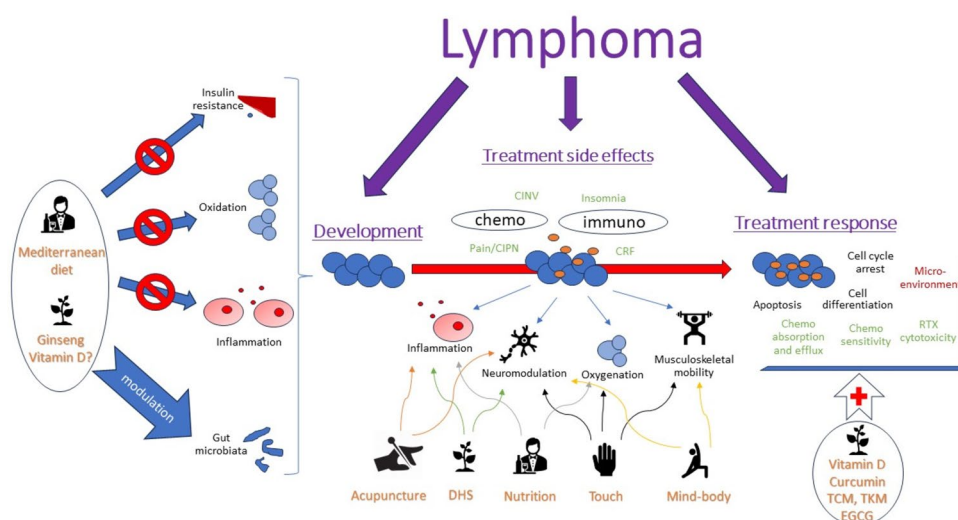 Lymphoma
Insulin
resistance
Oxidation
Inflammation
Gut
microbiata
Mediterranean
diet
Ginseng
Vitamin D?
modulation
Development
Treatment side effects
CINV
Insomnia
chemo
immuno
Pain/CIPN
CRF
Inflammation
Neuromodulation
Oxygenation
Musculoskeletal
mobility
Acupuncture
DHS
Nutrition
Touch
Mind-body
Treatment response
Cell cycle
arrest
Micro-
environment
Apoptosis
Cell
differentiation
Chemo
absorption
and efflux
Chemo
sensitivity
RTX
cytotoxicity
Vitamin D
Curcumin
TCM, TKM
EGCG